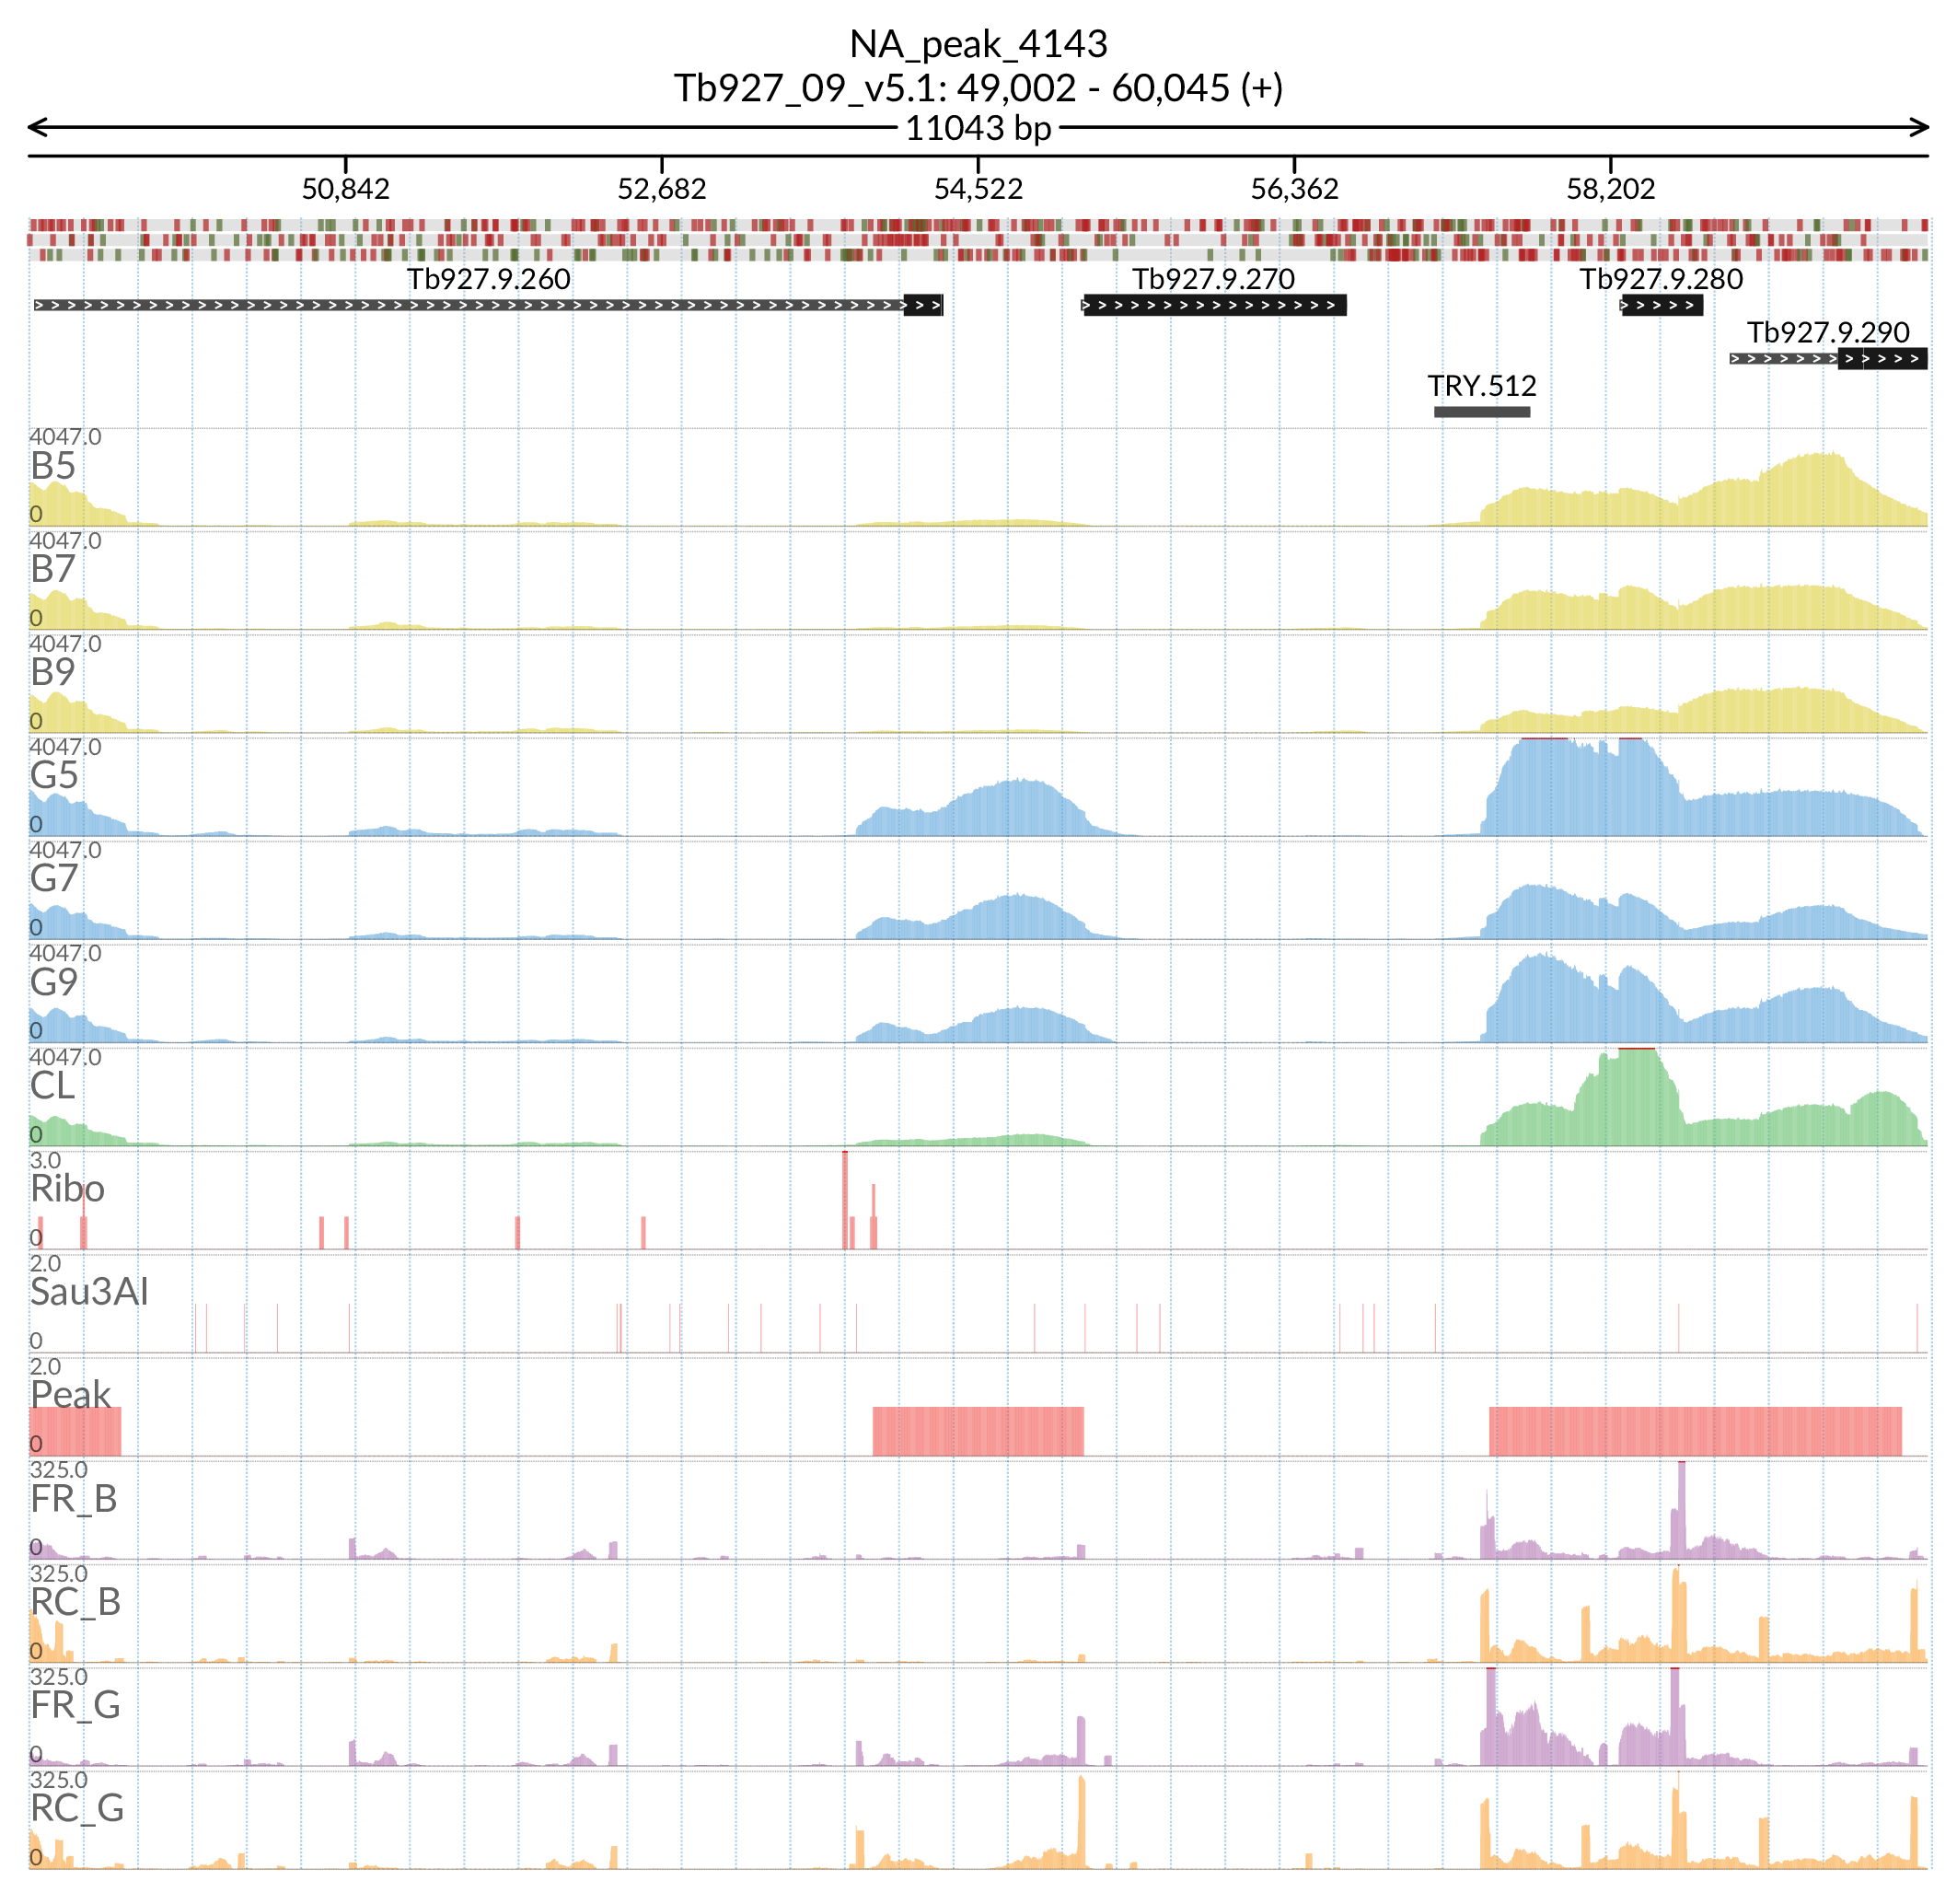 NA_peak_4143
Tb927_09_v5.1: 49,002 - 60,045 (+)
11043 bp
50,842 52,682 54,522 56,362 58,202
Tb927.9.260 Tb927.9.270 Tb927.9.280
Tb927.9.290
TRY.512
4047.0
B5
0
4047.0
B7
0
4047.0
B9
0
4047.0
G5
0
4047.0
G7
0
4047.0
G9
0
4047.0
CL
0
3.0
Ribo
0
2.0
Sau3AI
0
2.0
Peak
0
325.0
FR_B
0
325.0
RC_B
0
325.0
FR_G
0
325.0
RC_G
0